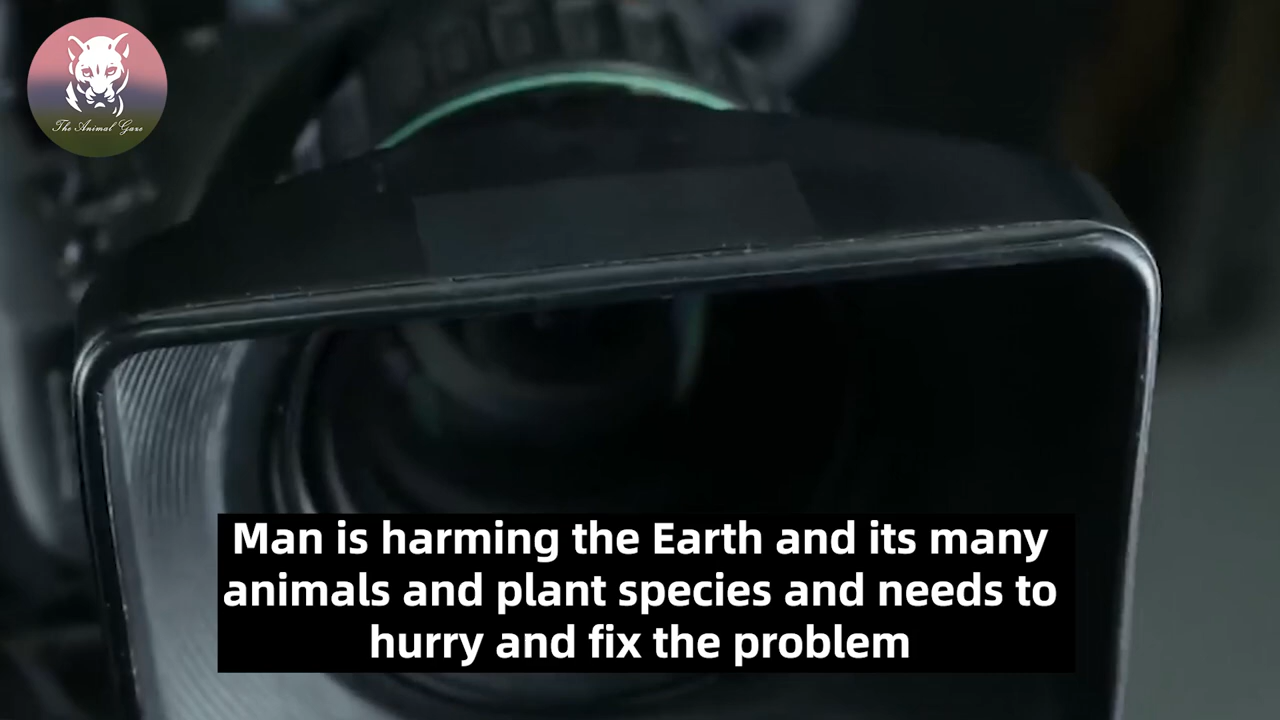 The Animal Gaze
Man is harming the Earth and its many
animals and plant species and needs to
hurry and fix the problem